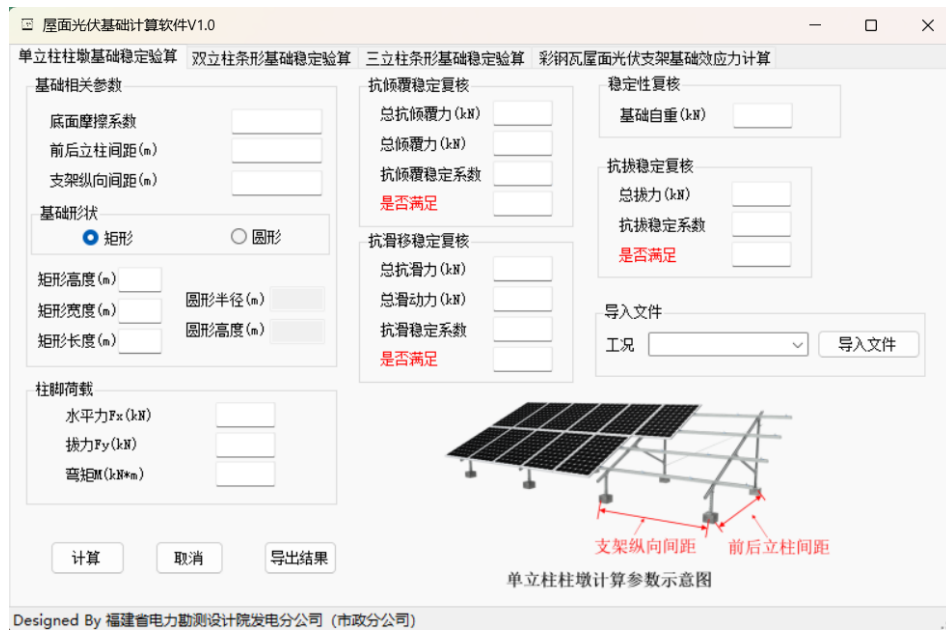 屋面光伏基础计算软件V1.0
单立柱柱墩基础稳定验算 双立柱条形基础稳定验算 三立柱条形基础稳定验算 彩钢瓦屋面光伏支架基础效应力计算
基础相关参数
底面摩擦系数
前后立柱间距(m)
支架纵向间距(m)
基础形状
矩形 圆形
矩形高度(m)
矩形宽度(m)
矩形长度(m)
圆形半径(m)
圆形高度(m)
柱脚荷载
水平力Fx(kN)
拔力Fy(kN)
弯矩M(kN*m)
计算 取消 导出结果
抗倾覆稳定复核
总抗倾覆力(kN)
总倾覆力(kN)
抗倾覆稳定系数
是否满足
抗滑移稳定复核
总抗滑力(kN)
总滑动力(kN)
抗滑稳定系数
是否满足
稳定性复核
基础自重(kN)
抗拔稳定复核
总拔力(kN)
抗拔稳定系数
是否满足
导入文件
工况 导入文件
支架纵向间距 前后立柱间距
单立柱柱墩计算参数示意图
Designed By 福建省电力勘测设计院发电分公司（市政分公司）